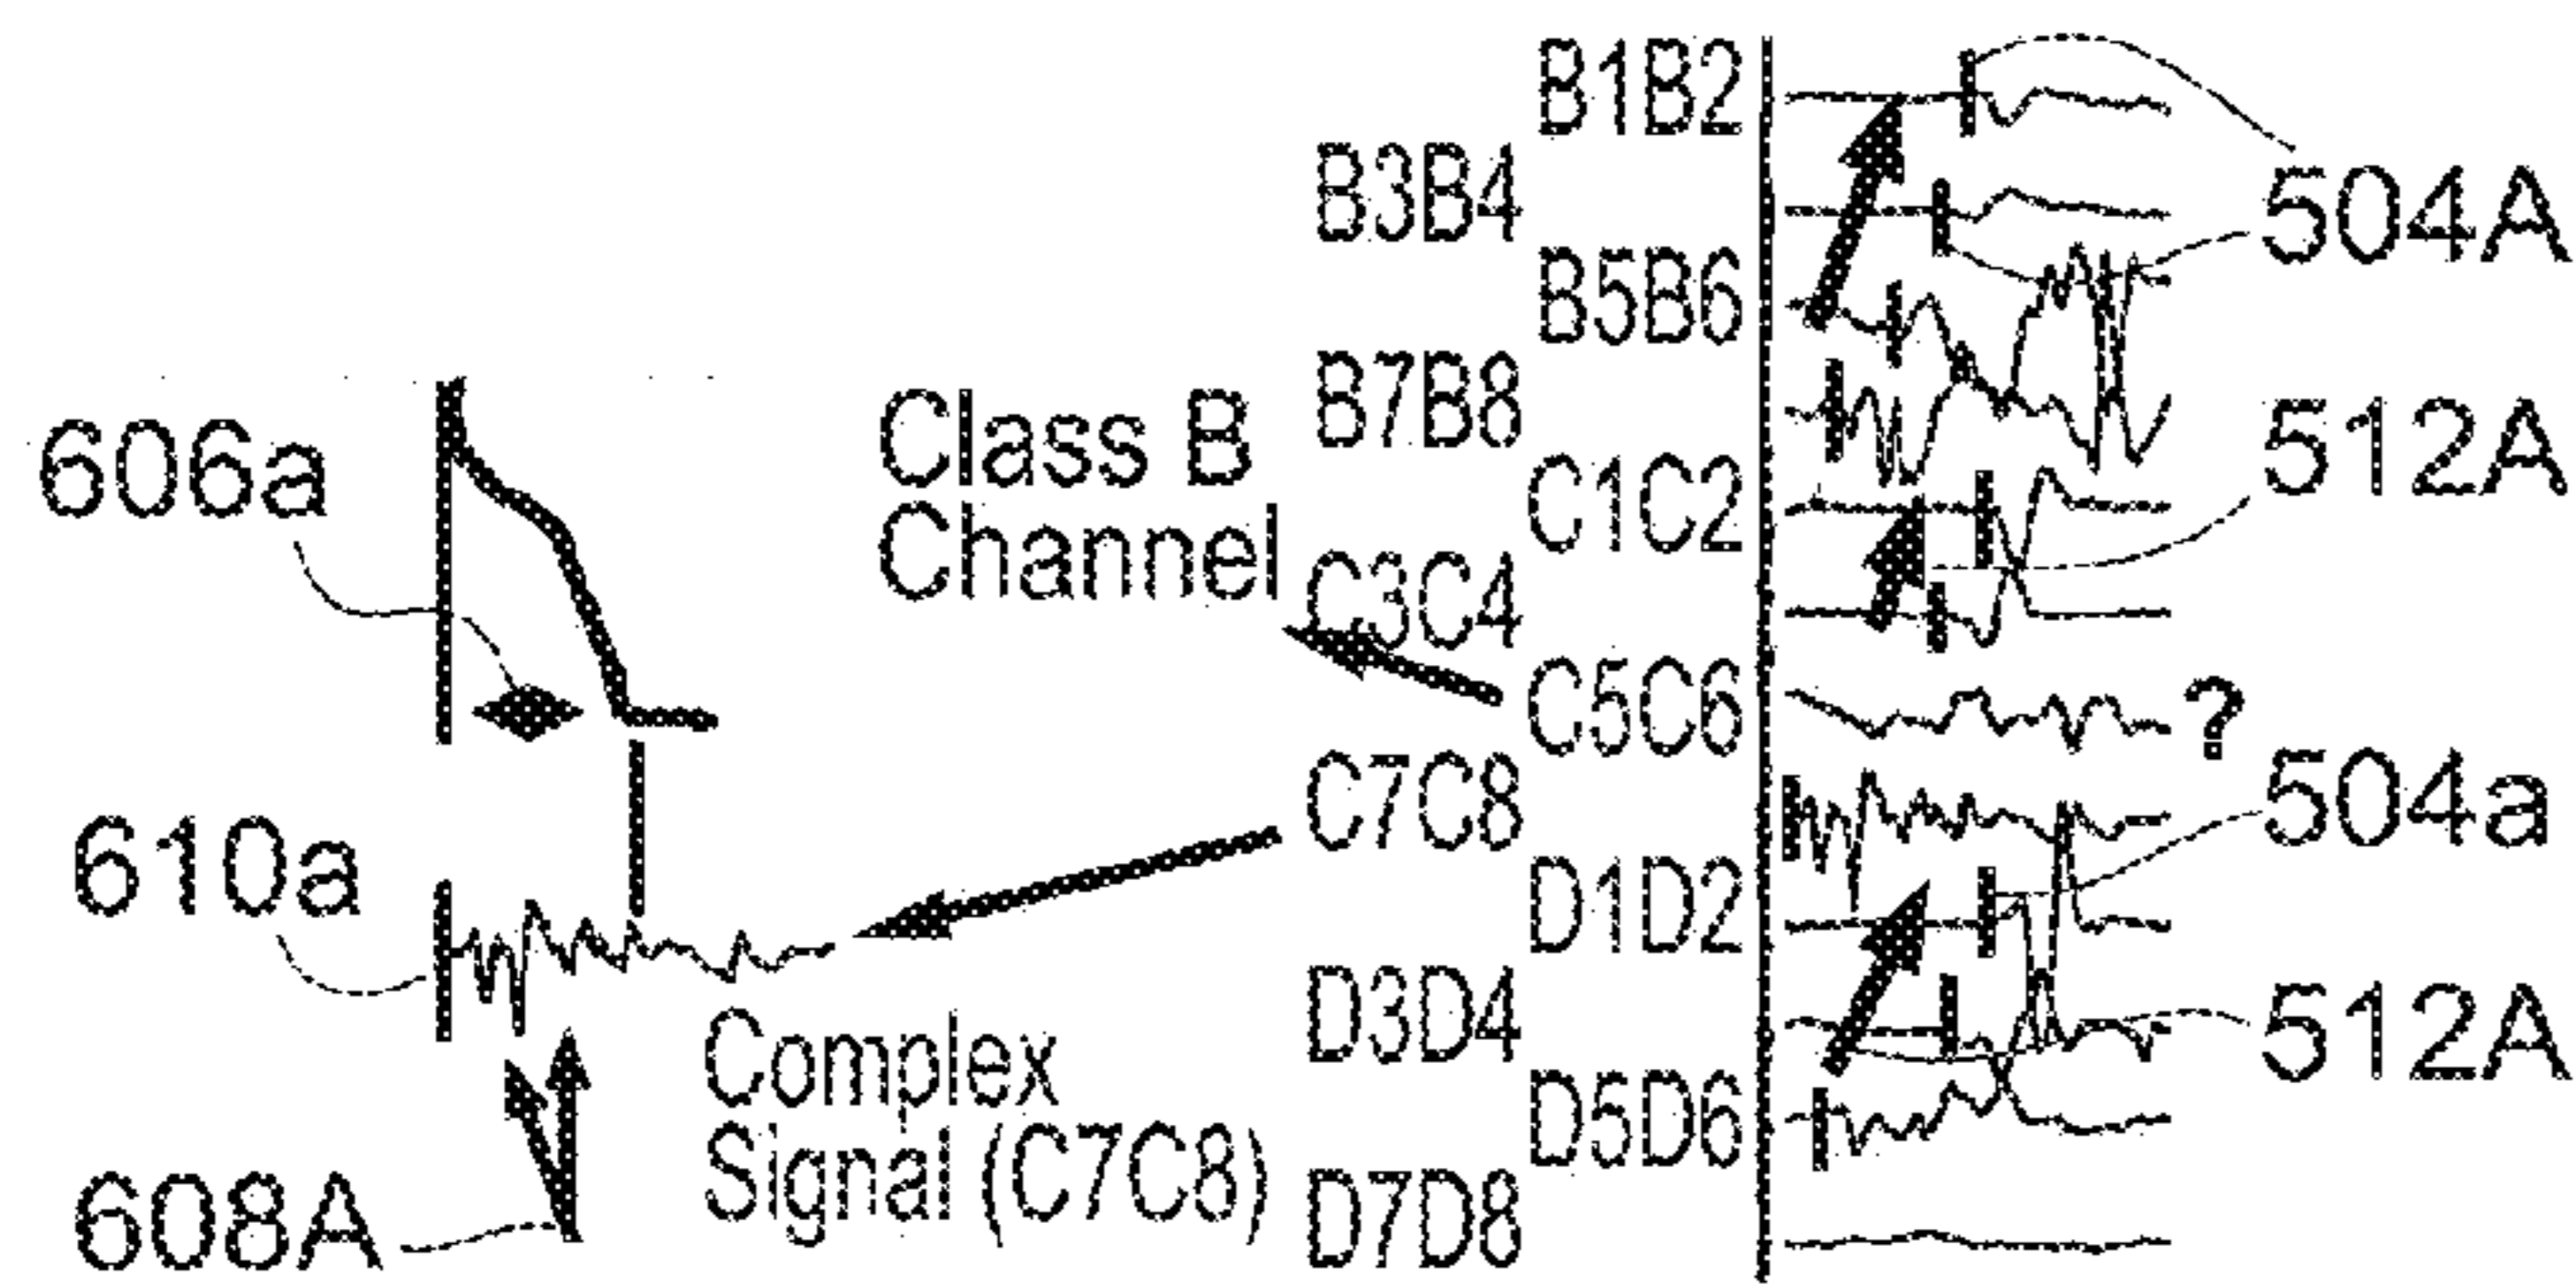 B1B2
B3B4
504A
B5B6
B7B8
606a
Class B
Channel
512A
C1C2
C3C4
C5C6
?
C7C8
504a
610a
D1D2
D3D4
512A
Complex
Signal (C7C8)
D5D6
608A
D7D8